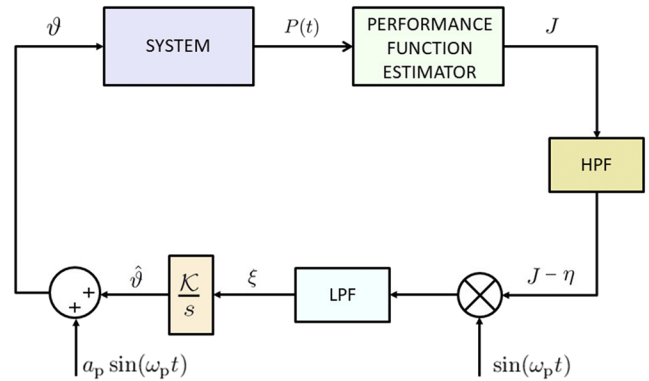 ϑ
SYSTEM
P(t)
PERFORMANCE
FUNCTION
ESTIMATOR
J
HPF
J − η
LPF
ξ
K
s
ϑ̂
+
+
a_p sin(ω_p t)
sin(ω_p t)